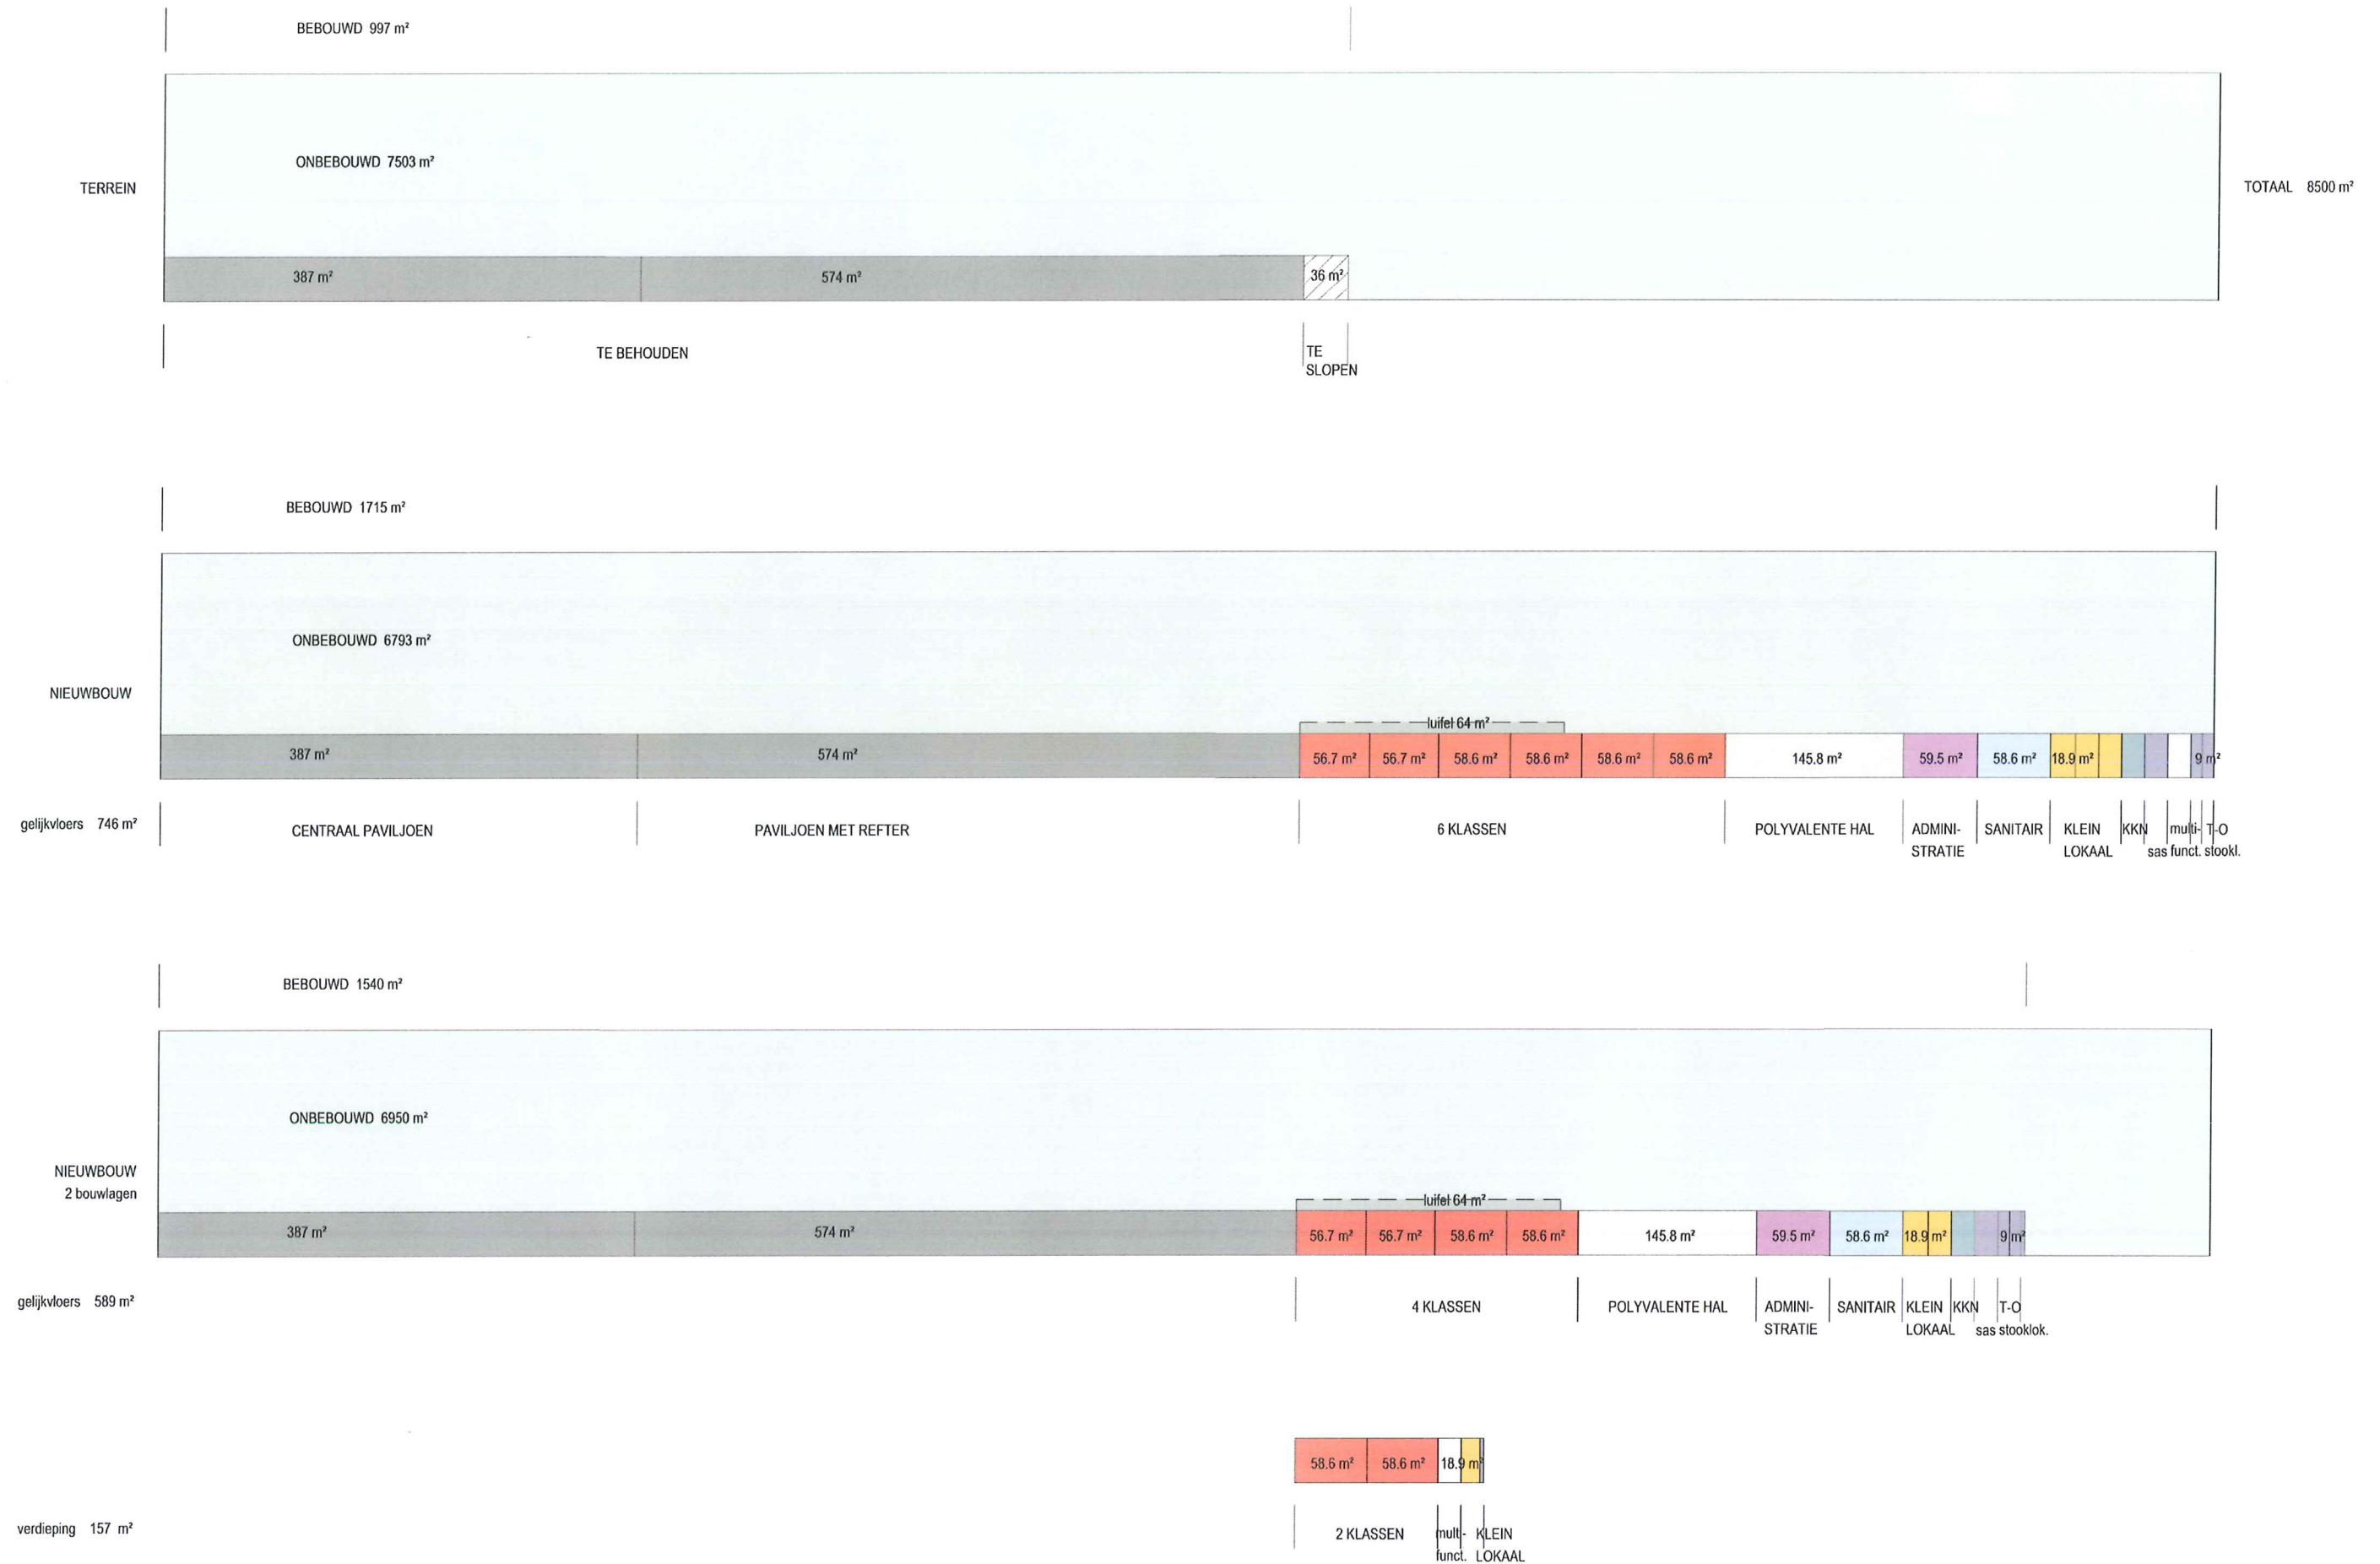 BEBOUWD 997 m²
ONBEBOUWD 7503 m²
TERREIN
TOTAAL 8500 m²
387 m²
574 m²
36 m²
TE BEHOUDEN
TE
SLOPEN
BEBOUWD 1715 m²
ONBEBOUWD 6793 m²
NIEUWBOUW
luifel 64 m²
387 m²
574 m²
56.7 m²
56.7 m²
58.6 m²
58.6 m²
58.6 m²
58.6 m²
145.8 m²
59.5 m²
58.6 m²
18.9 m²
9 m²
gelijkvloers 746 m²
CENTRAAL PAVILJOEN
PAVILJOEN MET REFTER
6 KLASSEN
POLYVALENTE HAL
ADMINI-
STRATIE
SANITAIR
KLEIN
LOKAAL
KKN
sas
multi-
funct.
T-O
stookl.
BEBOUWD 1540 m²
ONBEBOUWD 6950 m²
NIEUWBOUW
2 bouwlagen
luifel 64 m²
387 m²
574 m²
56.7 m²
56.7 m²
58.6 m²
58.6 m²
145.8 m²
59.5 m²
58.6 m²
18.9 m²
9 m²
gelijkvloers 589 m²
4 KLASSEN
POLYVALENTE HAL
ADMINI-
STRATIE
SANITAIR
KLEIN
LOKAAL
KKN
sas
T-O
stooklok.
58.6 m²
58.6 m²
18.9 m²
verdieping 157 m²
2 KLASSEN
multi-
funct.
KLEIN
LOKAAL